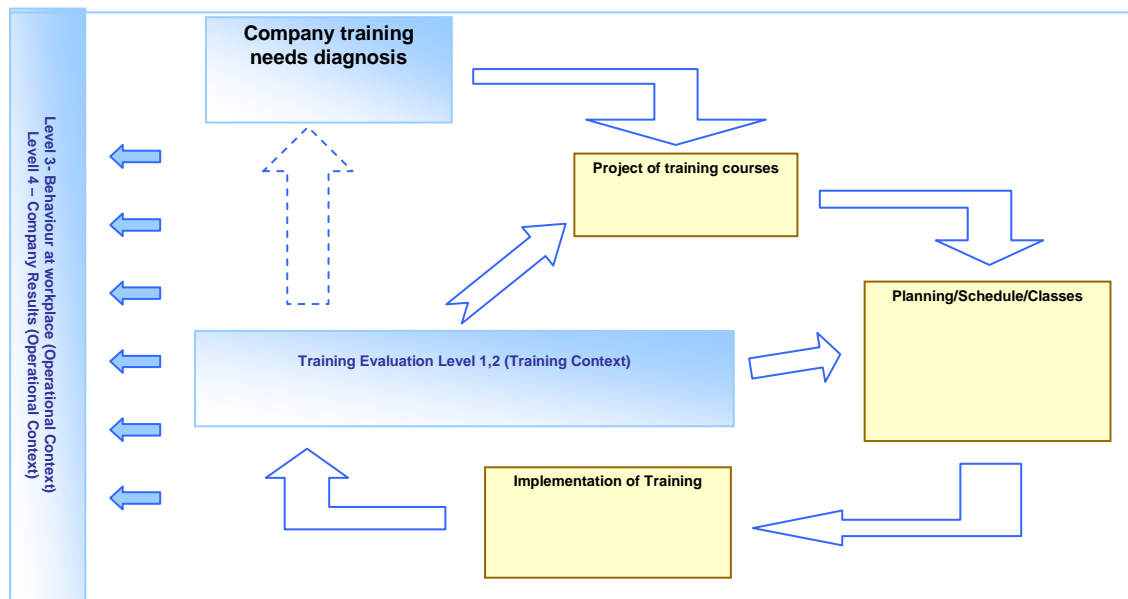 Company training
needs diagnosis
Project of training courses
Planning/Schedule/Classes
Training Evaluation Level 1,2 (Training Context)
Implementation of Training
Level 3- Behaviour at workplace (Operational Context)
Levell 4 – Company Results (Operational Context)